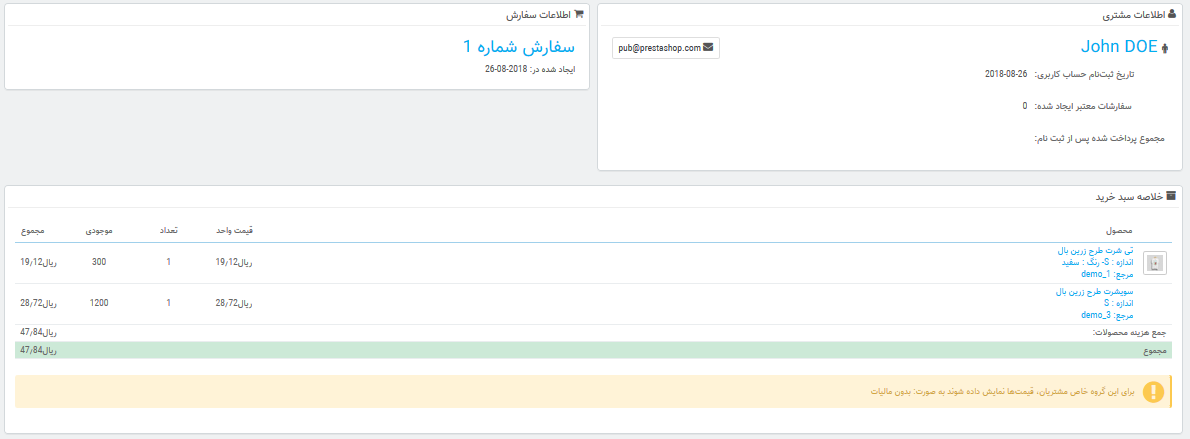 اطلاعات مشتری
John DOE
pub@prestashop.com
تاریخ ثبت‌نام حساب کاربری: 2018-08-26
سفارشات معتبر ایجاد شده: 0
مجموع پرداخت شده پس از ثبت نام:
اطلاعات سفارش
سفارش شماره 1
ایجاد شده در: 2018-08-26
خلاصه سبد خرید
محصول قیمت واحد تعداد موجودی مجموع
تی شرت طرح زرین بال
اندازه : S- رنگ : سفید
مرجع: demo_1
ریال19٫12 1 300 ریال19٫12
سویشرت طرح زرین بال
اندازه : S
مرجع: demo_3
ریال28٫72 1 1200 ریال28٫72
جمع هزینه محصولات: ریال47٫84
مجموع ریال47٫84
برای این گروه خاص مشتریان، قیمت‌ها نمایش داده شوند به صورت: بدون مالیات